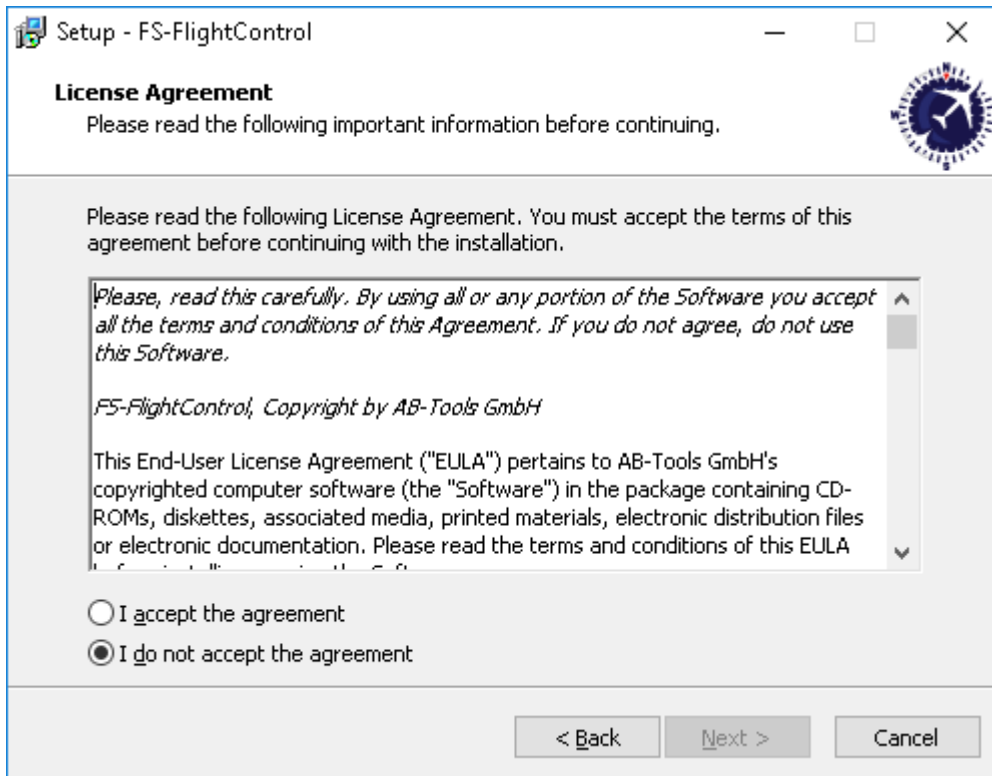 Setup - FS-FlightControl
License Agreement
Please read the following important information before continuing.
Please read the following License Agreement. You must accept the terms of this
agreement before continuing with the installation.
Please, read this carefully. By using all or any portion of the Software you accept
all the terms and conditions of this Agreement. If you do not agree, do not use
this Software.
FS-FlightControl, Copyright by AB-Tools GmbH
This End-User License Agreement ("EULA") pertains to AB-Tools GmbH's
copyrighted computer software (the "Software") in the package containing CD-
ROMs, diskettes, associated media, printed materials, electronic distribution files
or electronic documentation. Please read the terms and conditions of this EULA
I accept the agreement
I do not accept the agreement
< Back
Next >
Cancel